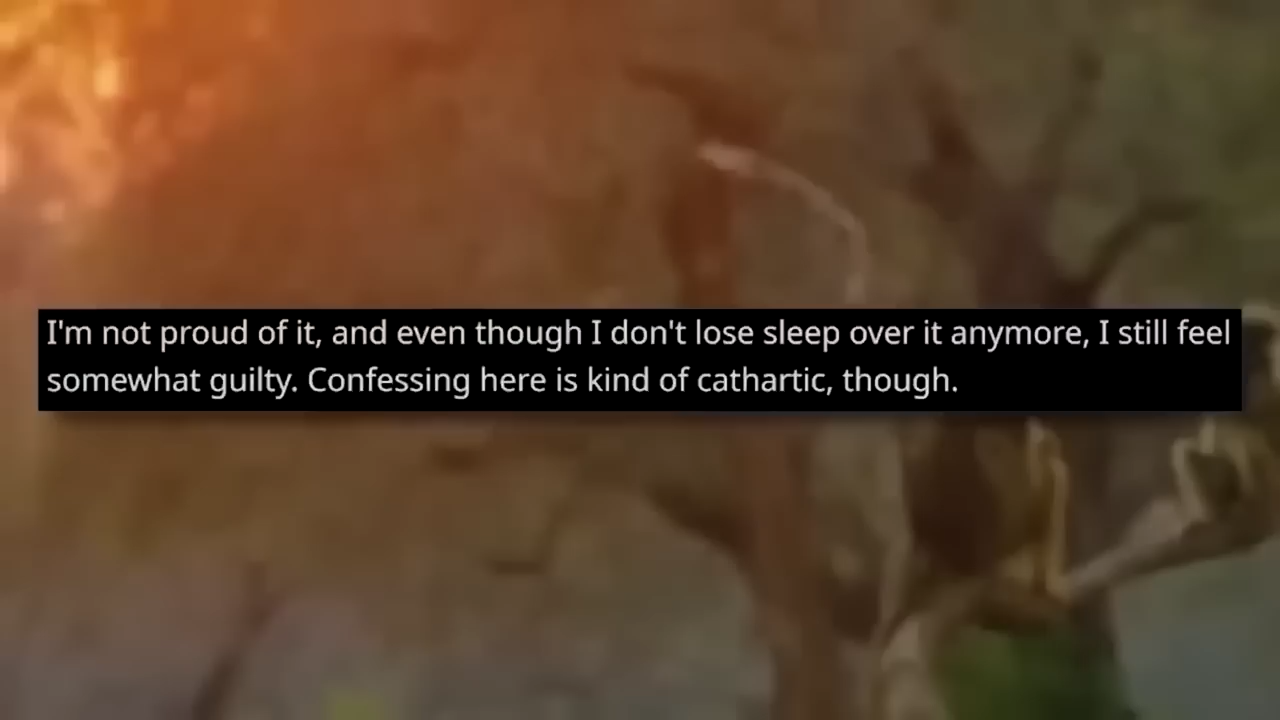 I'm not proud of it, and even though I don't lose sleep over it anymore, I still feel
somewhat guilty. Confessing here is kind of cathartic, though.